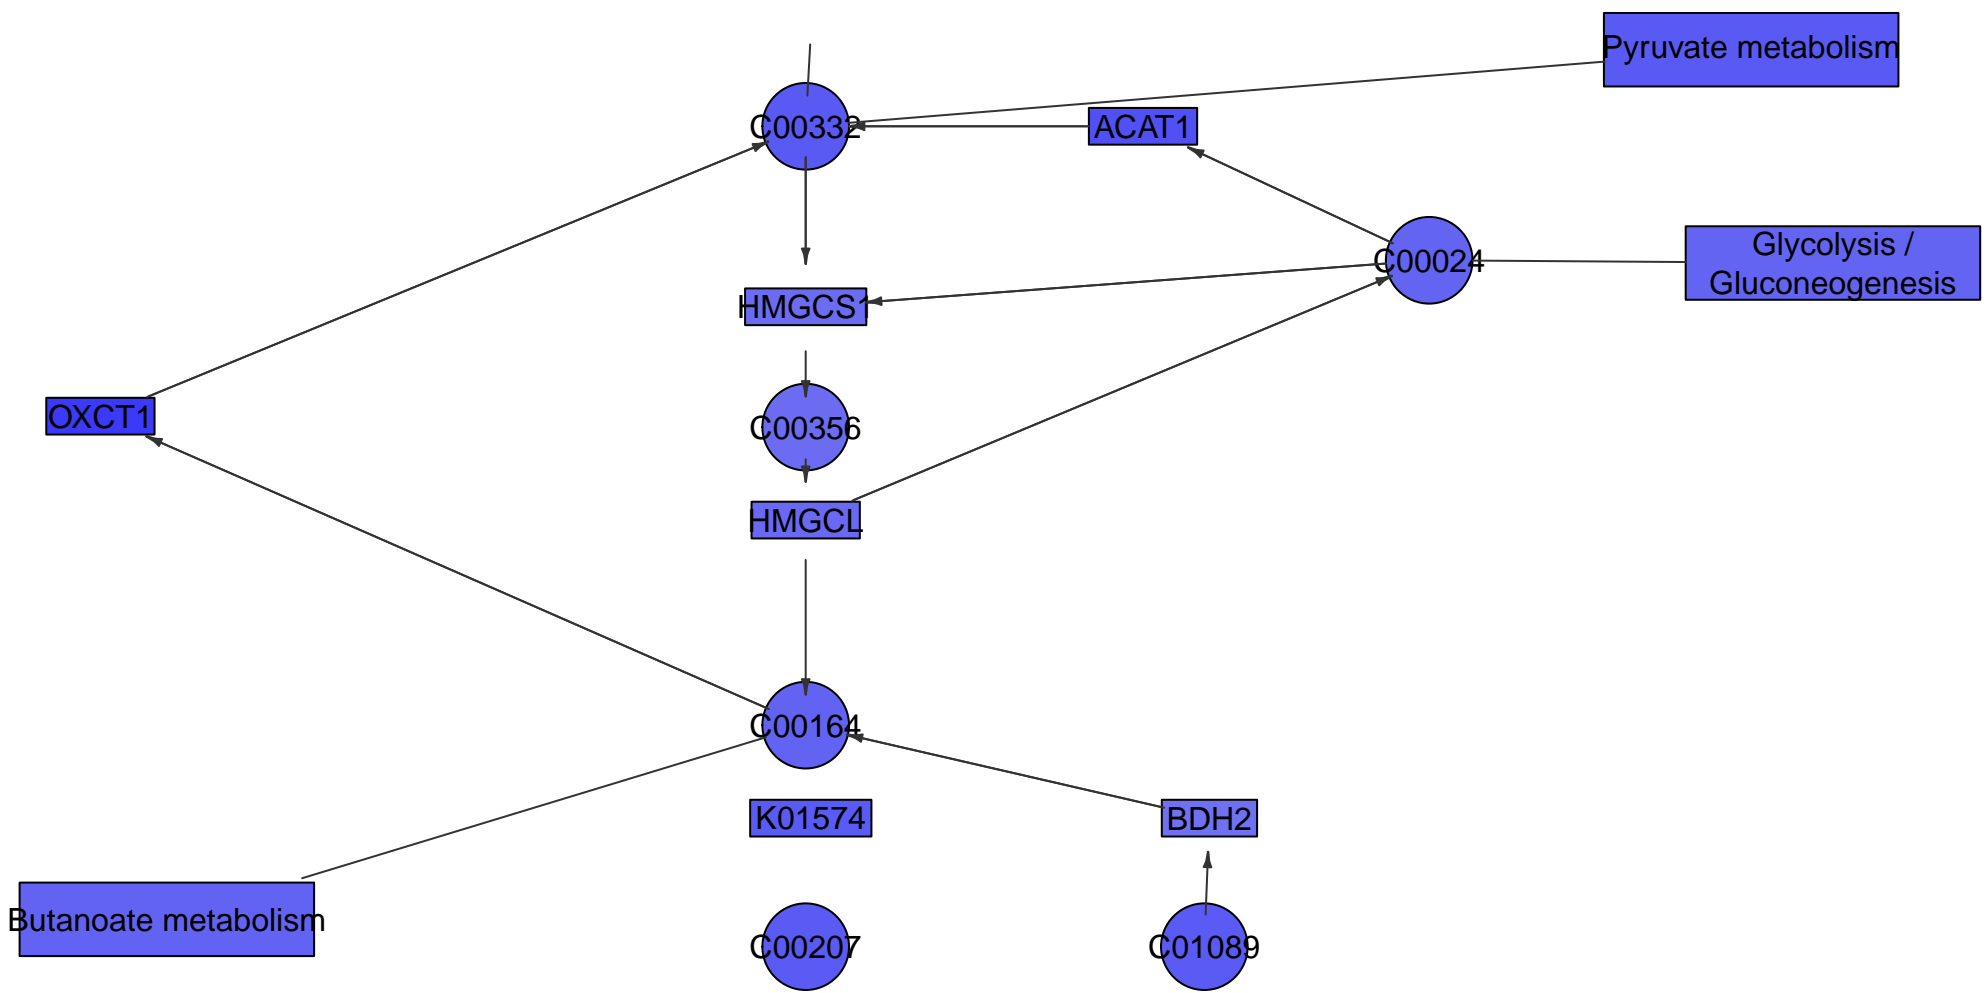 Pyruvate metabolism
C00332
ACAT1
Glycolysis /
Gluconeogenesis
C00024
HMGCS1
OXCT1
C00356
HMGCL
C00164
K01574
BDH2
Butanoate metabolism
C00207
C01089